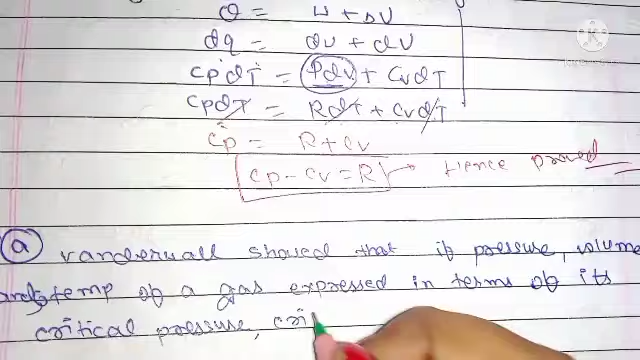 Q = W + ΔU
dq = dw + dU
CpdT = Pdv + CvdT
CpdT = RdT + CvdT
Cp = R + Cv
Cp - Cv = R → Hence proved
(a) vanderwall showed that if pressure, volume
and temp of a gas expressed in terms of its
critical pressure, cri